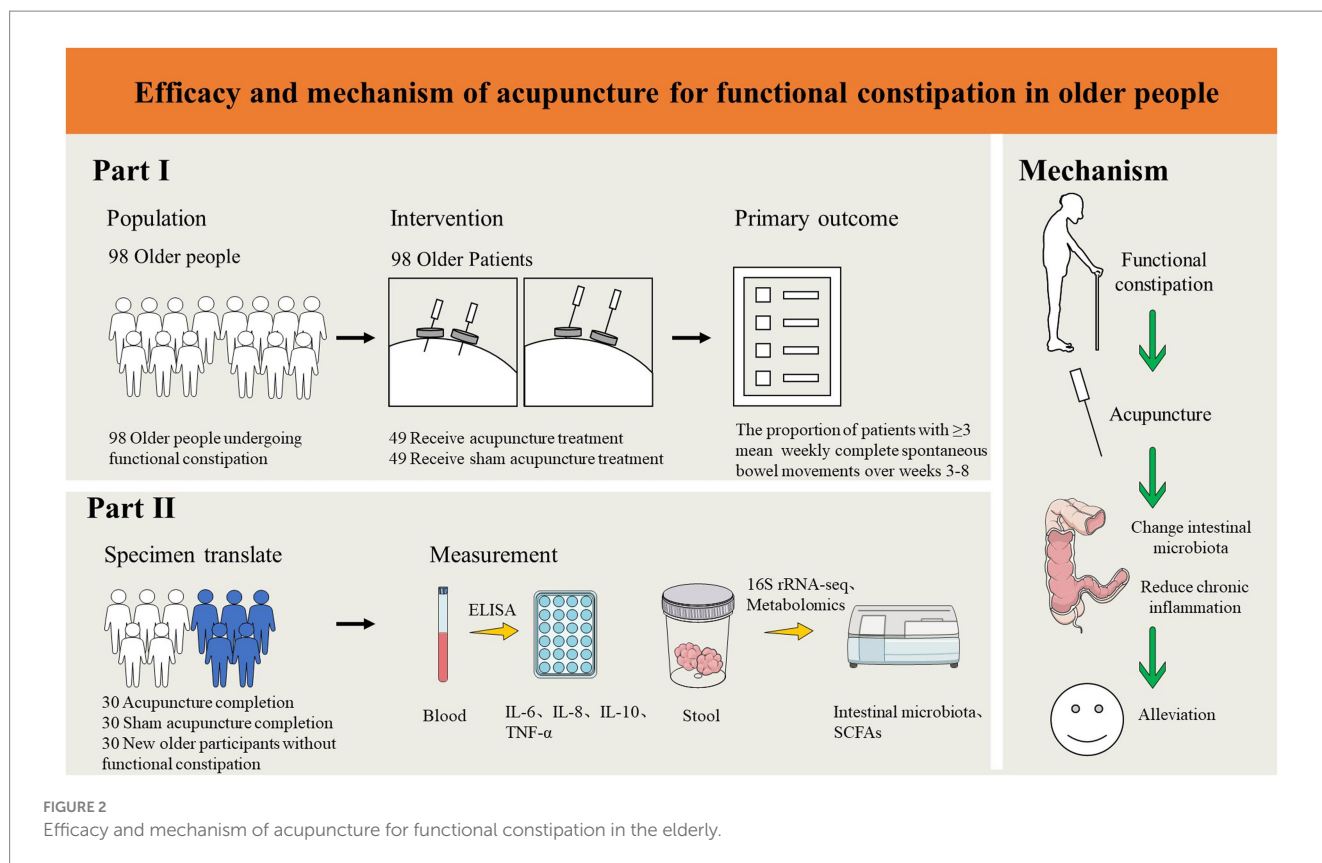 Efficacy and mechanism of acupuncture for functional constipation in older people
Part I
Population
98 Older people
98 Older people undergoing
functional constipation
Intervention
98 Older Patients
49 Receive acupuncture treatment
49 Receive sham acupuncture treatment
Primary outcome
The proportion of patients with ≥3
mean weekly complete spontaneous
bowel movements over weeks 3-8
Part II
Specimen translate
30 Acupuncture completion
30 Sham acupuncture completion
30 New older participants without
functional constipation
Measurement
ELISA
Blood
IL-6、IL-8、IL-10、
TNF-α
Stool
16S rRNA-seq、
Metabolomics
Intestinal microbiota、
SCFAs
Mechanism
Functional
constipation
Acupuncture
Change intestinal
microbiota
Reduce chronic
inflammation
Alleviation
FIGURE 2
Efficacy and mechanism of acupuncture for functional constipation in the elderly.